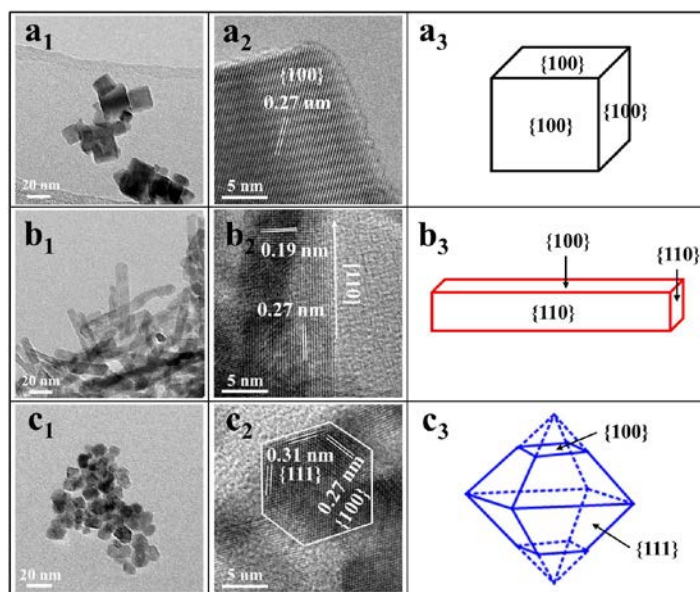 a1
20 nm
a2
{100}
0.27 nm
5 nm
a3
{100}
{100}
{100}
b1
20 nm
b2
0.19 nm
[110]
0.27 nm
5 nm
b3
{100}
{110}
{110}
c1
20 nm
c2
0.31 nm
{111}
0.27 nm
{100}
5 nm
c3
{100}
{111}